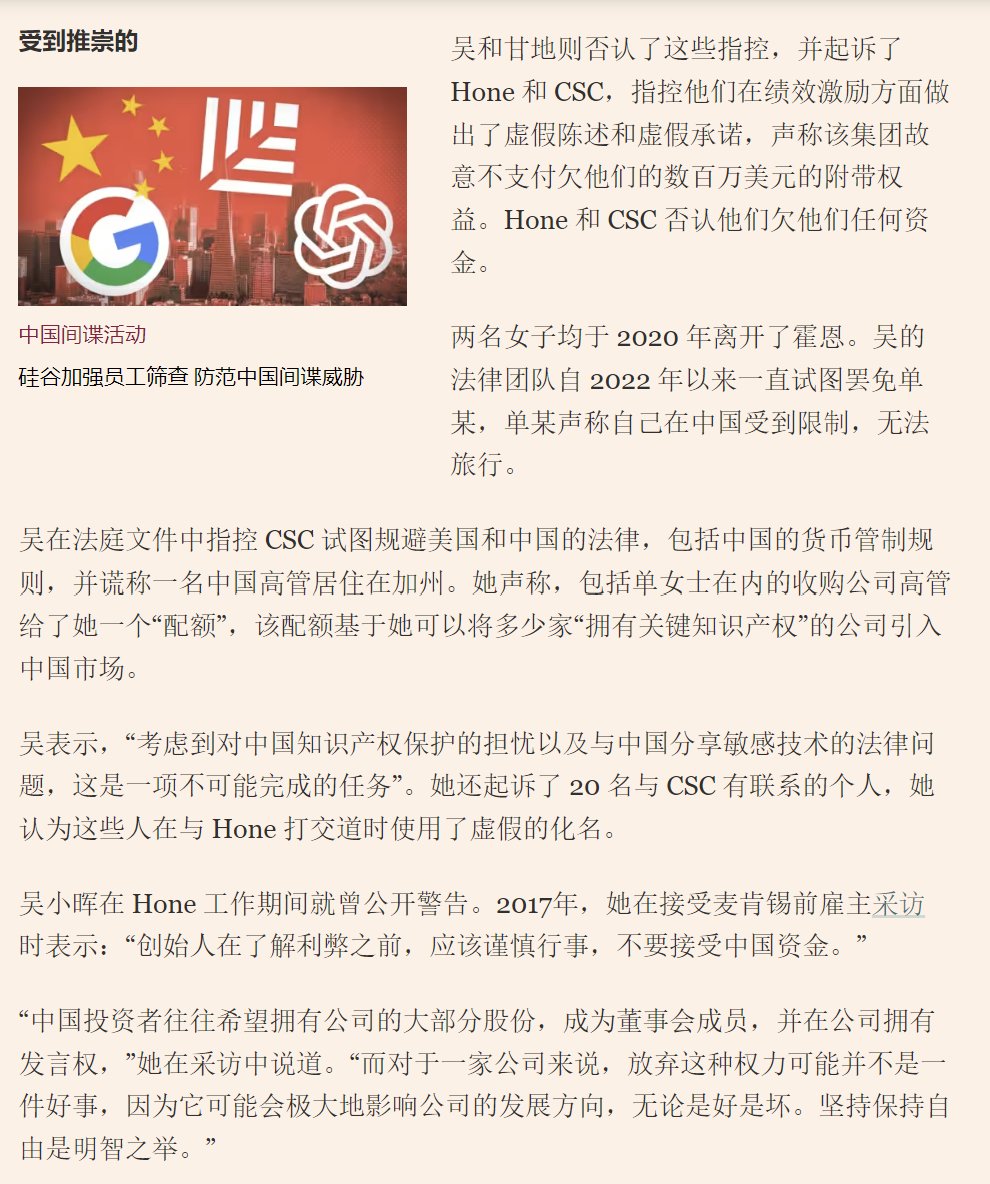 受到推崇的
中国间谍活动
硅谷加强员工筛查 防范中国间谍威胁
吴和甘地则否认了这些指控，并起诉了
Hone 和 CSC，指控他们在绩效激励方面做
出了虚假陈述和虚假承诺，声称该集团故
意不支付欠他们的数百万美元的附带权
益。Hone 和 CSC 否认他们欠他们任何资
金。
两名女子均于 2020 年离开了霍恩。吴的
法律团队自 2022 年以来一直试图罢免单
某，单某声称自己在中国受到限制，无法
旅行。
吴在法庭文件中指控 CSC 试图规避美国和中国的法律，包括中国的货币管制规
则，并谎称一名中国高管居住在加州。她声称，包括单女士在内的收购公司高管
给了她一个“配额”，该配额基于她可以将多少家“拥有关键知识产权”的公司引入
中国市场。
吴表示，“考虑到对中国知识产权保护的担忧以及与中国分享敏感技术的法律问
题，这是一项不可能完成的任务”。她还起诉了 20 名与 CSC 有联系的个人，她
认为这些人在与 Hone 打交道时使用了虚假的化名。
吴小晖在 Hone 工作期间就曾公开警告。2017年，她在接受麦肯锡前雇主采访
时表示：“创始人在了解利弊之前，应该谨慎行事，不要接受中国资金。”
“中国投资者往往希望拥有公司的大部分股份，成为董事会成员，并在公司拥有
发言权，”她在采访中说道。“而对于一家公司来说，放弃这种权力可能并不是一
件好事，因为它可能会极大地影响公司的发展方向，无论是好是坏。坚持保持自
由是明智之举。”